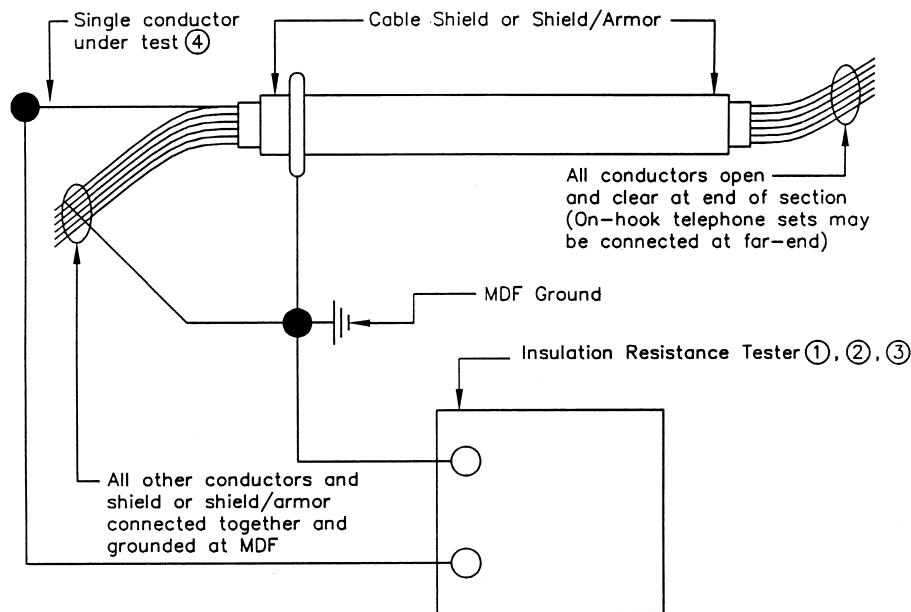 Single conductor
under test ④
Cable Shield or Shield/Armor
All conductors open
and clear at end of section
(On-hook telephone sets may
be connected at far-end)
MDF Ground
Insulation Resistance Tester ①, ②, ③
All other conductors and
shield or shield/armor
connected together and
grounded at MDF